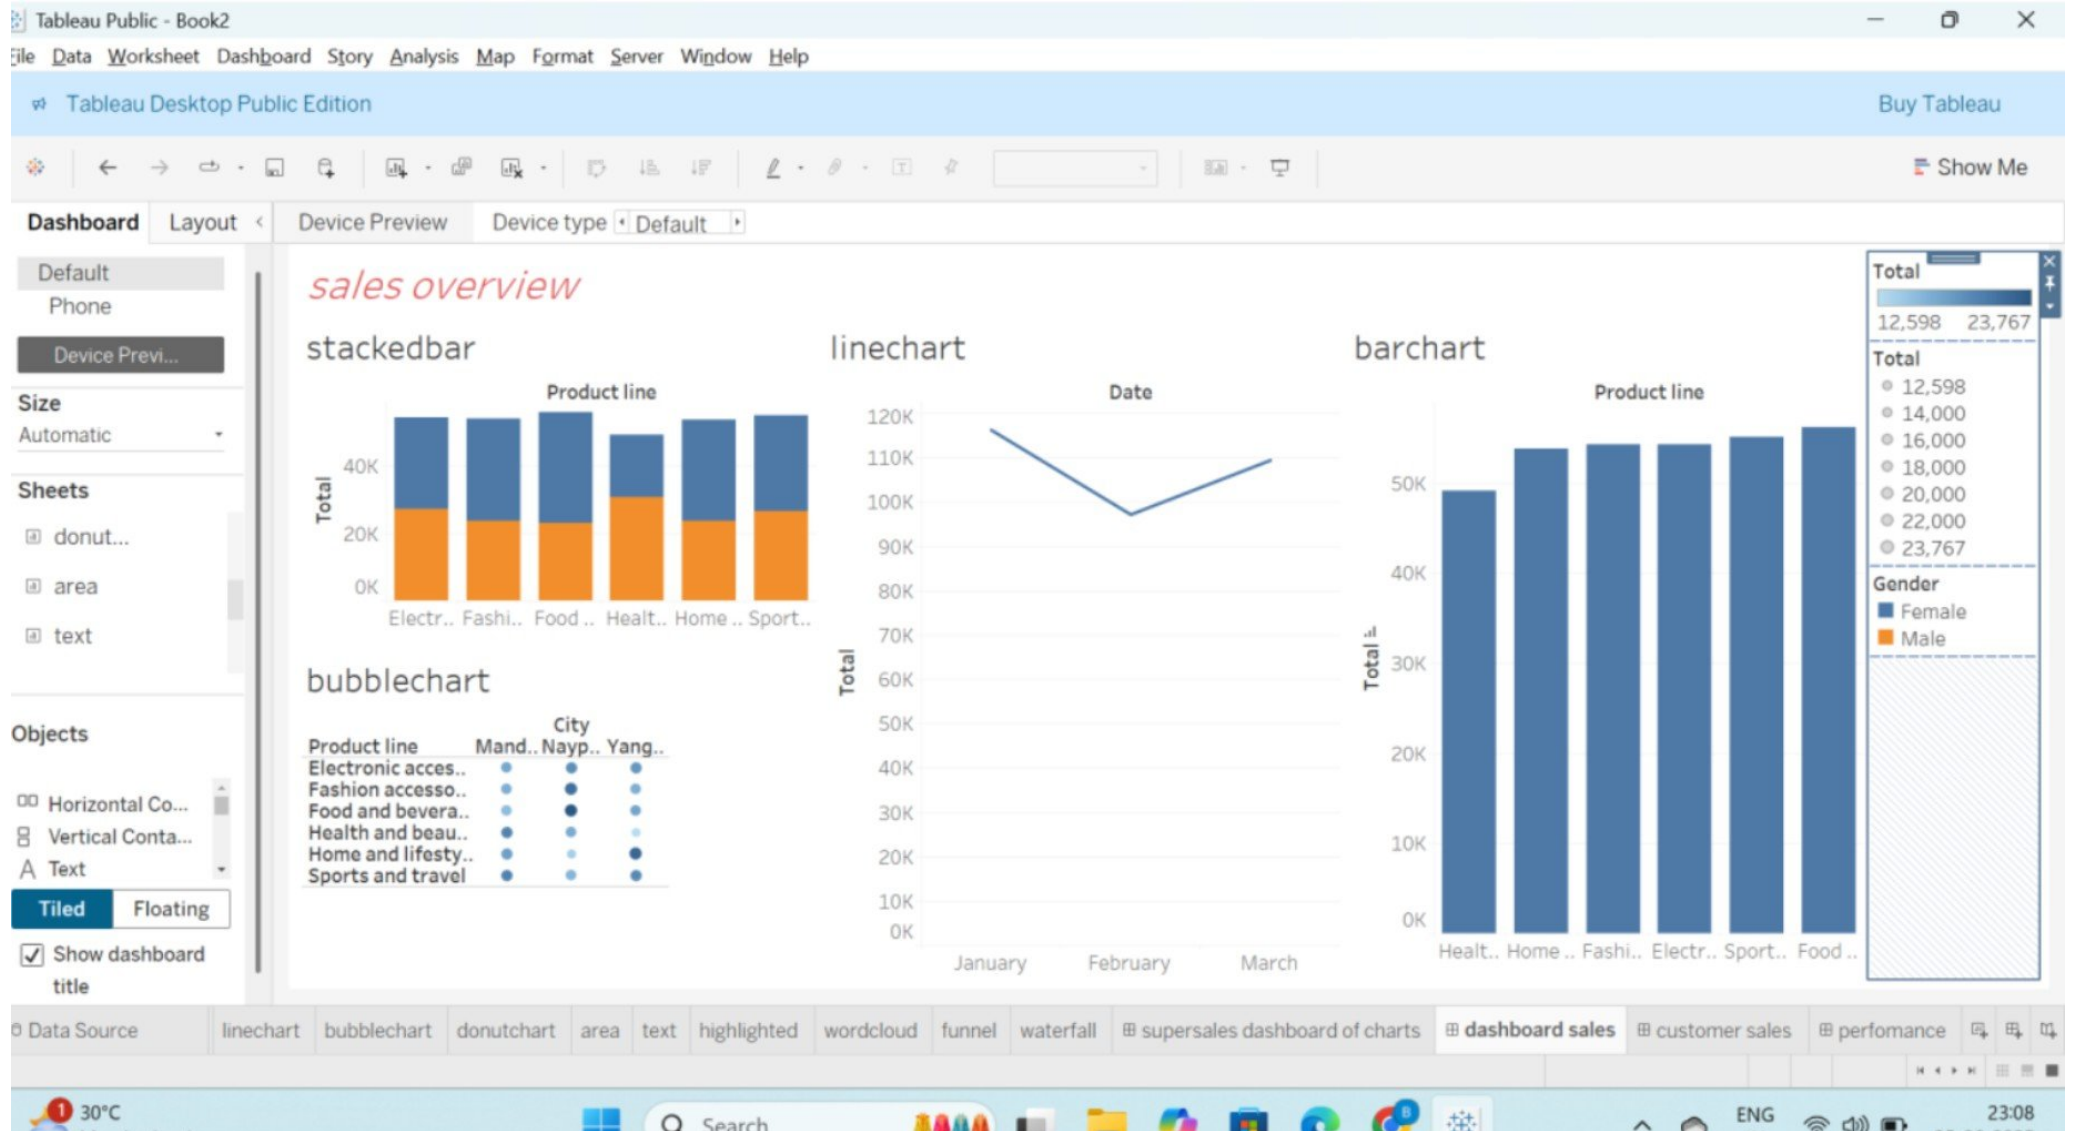 Tableau Public - Book2
File Data Worksheet Dashboard Story Analysis Map Format Server Window Help
Tableau Desktop Public Edition Buy Tableau
Show Me
Dashboard Layout Device Preview Device type Default
Default
Phone
Device Previ...
Size
Automatic
Sheets
donut...
area
text
Objects
Horizontal Co...
Vertical Conta...
Text
Tiled Floating
Show dashboard
title
sales overview
stackedbar
Product line
Total
40K
20K
0K
Electr.. Fashi.. Food .. Healt.. Home .. Sport..
bubblechart
City
Product line Mand.. Nayp.. Yang..
Electronic acces..
Fashion accesso..
Food and bevera..
Health and beau..
Home and lifesty..
Sports and travel
linechart
Date
Total
120K
110K
100K
90K
80K
70K
60K
50K
40K
30K
20K
10K
0K
January February March
barchart
Product line
Total
50K
40K
30K
20K
10K
0K
Healt.. Home .. Fashi.. Electr.. Sport.. Food ..
Total
12,598 23,767
Total
12,598
14,000
16,000
18,000
20,000
22,000
23,767
Gender
Female
Male
Data Source linechart bubblechart donutchart area text highlighted wordcloud funnel waterfall supersales dashboard of charts dashboard sales customer sales perfomance
1 30°C
Search
B
ENG
23:08